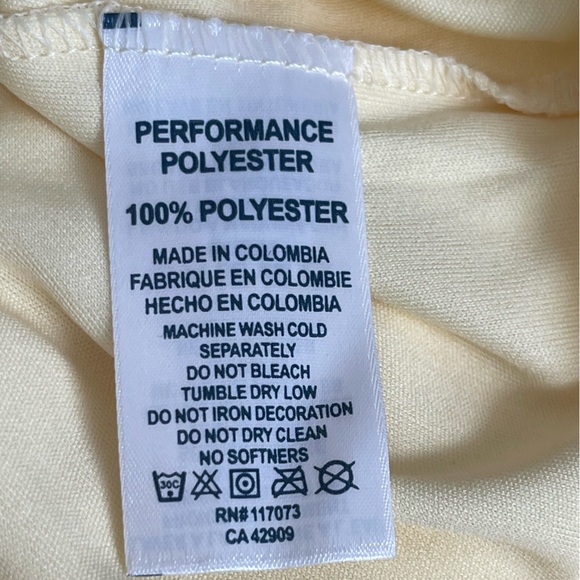 PERFORMANCE
POLYESTER
100% POLYESTER
MADE IN COLOMBIA
FABRIQUE EN COLOMBIE
HECHO EN COLOMBIA
MACHINE WASH COLD
SEPARATELY
DO NOT BLEACH
TUMBLE DRY LOW
DO NOT IRON DECORATION
DO NOT DRY CLEAN
NO SOFTNERS
30C
RN# 117073
CA 42909